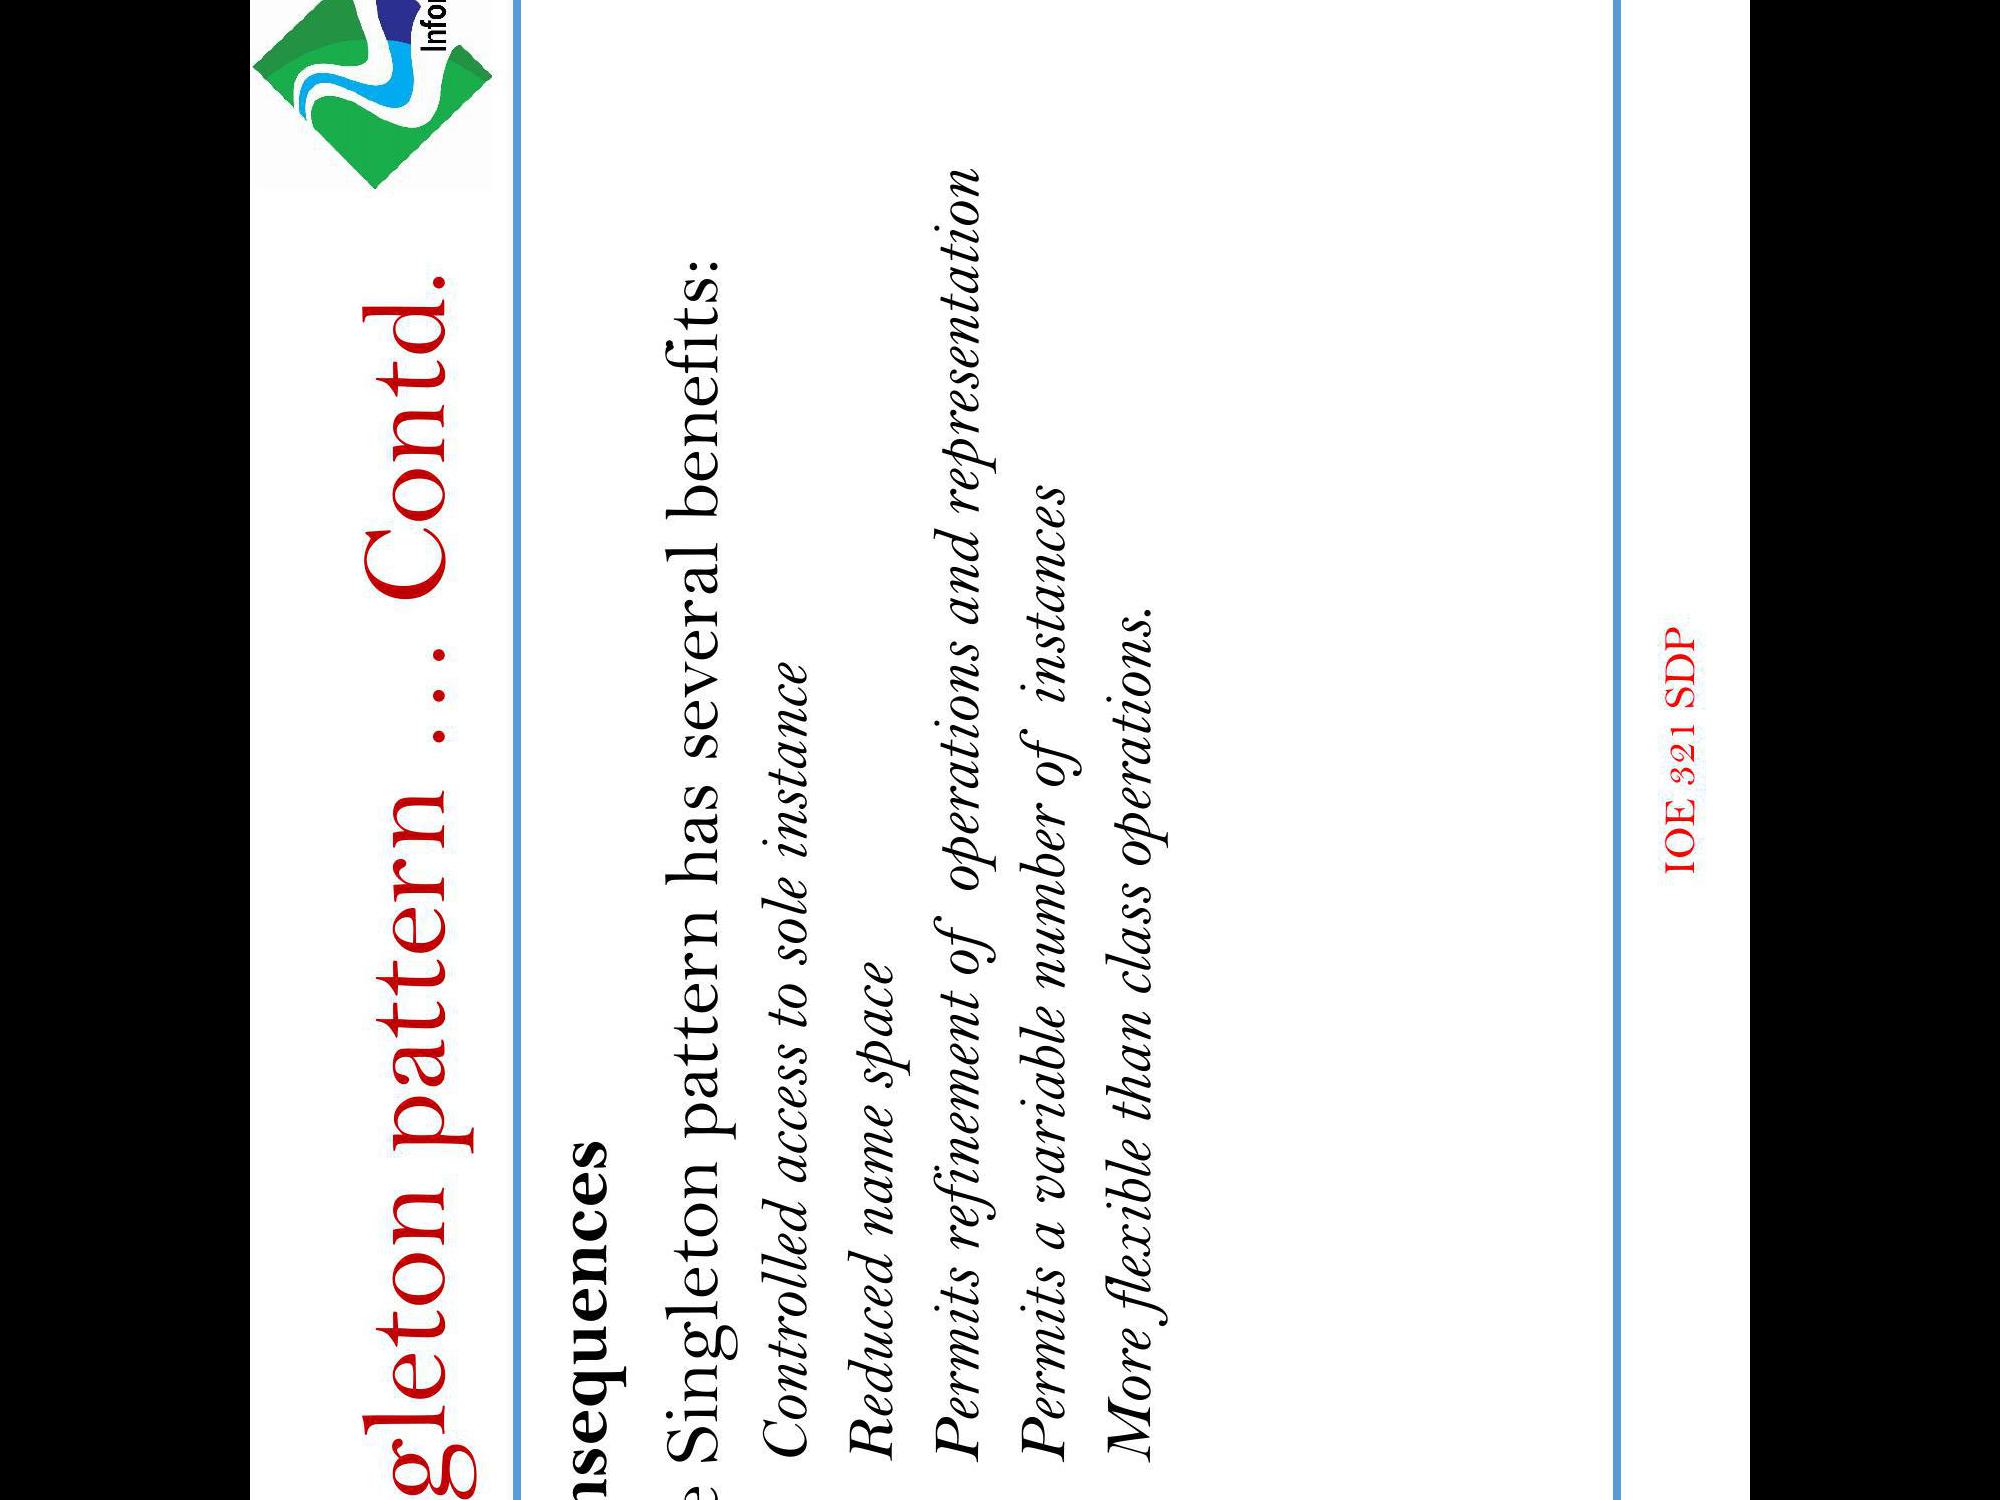 gleton pattern ... Contd.
Infor
nsequences
e Singleton pattern has several benefits:
Controlled access to sole instance
Reduced name space
Permits refinement of operations and representation
Permits a variable number of instances
More flexible than class operations.
IOE 321 SDP